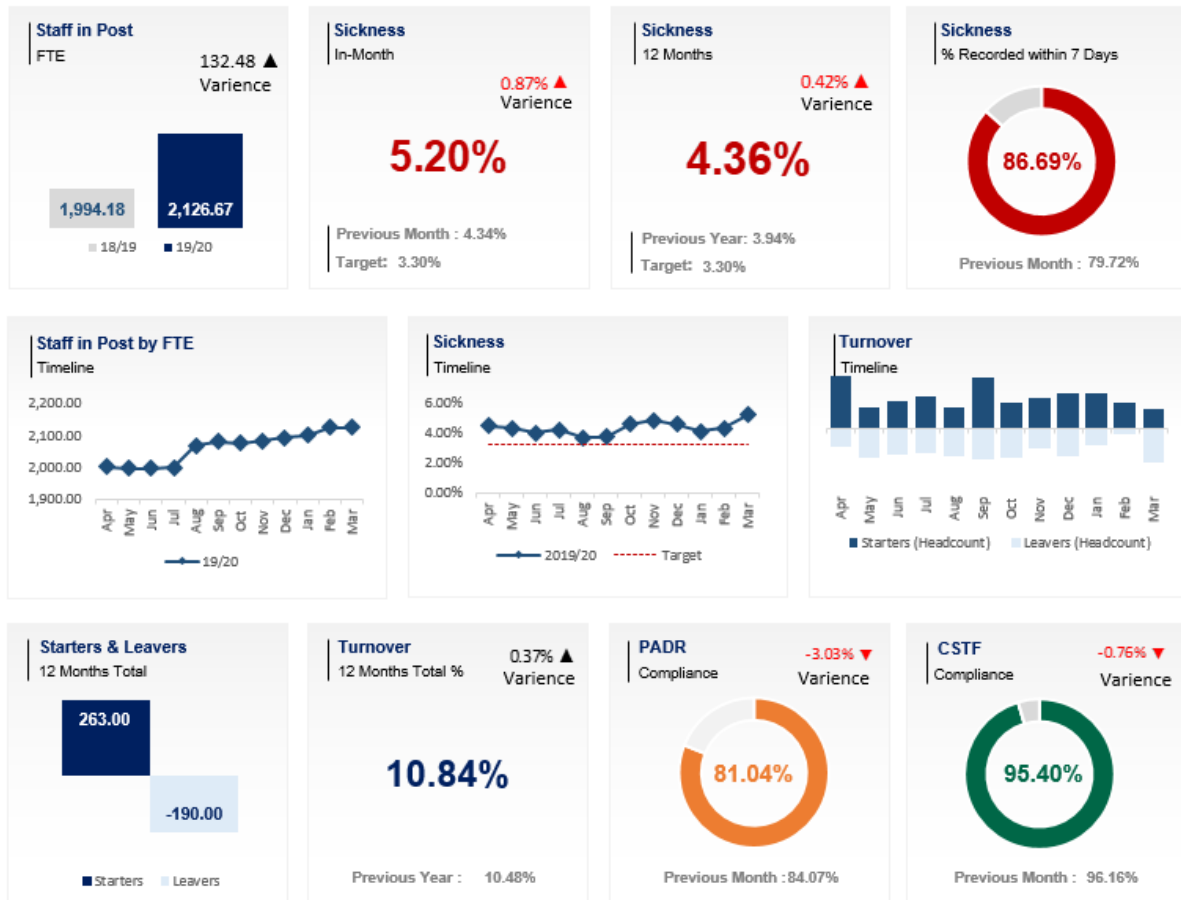 Staff in Post
FTE
132.48 ▲
Varience
1,994.18
2,126.67
18/19
19/20
Sickness
In-Month
0.87% ▲
Varience
5.20%
Previous Month : 4.34%
Target: 3.30%
Sickness
12 Months
0.42% ▲
Varience
4.36%
Previous Year: 3.94%
Target: 3.30%
Sickness
% Recorded within 7 Days
86.69%
Previous Month : 79.72%
Staff in Post by FTE
Timeline
2,200.00
2,100.00
2,000.00
1,900.00
Apr
May
Jun
Jul
Aug
Sep
Oct
Nov
Dec
Jan
Feb
Mar
19/20
Sickness
Timeline
6.00%
4.00%
2.00%
0.00%
Apr
May
Jun
Jul
Aug
Sep
Oct
Nov
Dec
Jan
Feb
Mar
2019/20
Target
Turnover
Timeline
Apr
May
Jun
Jul
Aug
Sep
Oct
Nov
Dec
Jan
Feb
Mar
Starters (Headcount)
Leavers (Headcount)
Starters & Leavers
12 Months Total
263.00
-190.00
Starters
Leavers
Turnover
12 Months Total %
0.37% ▲
Varience
10.84%
Previous Year : 10.48%
PADR
Compliance
-3.03% ▼
Varience
81.04%
Previous Month :84.07%
CSTF
Compliance
-0.76% ▼
Varience
95.40%
Previous Month : 96.16%